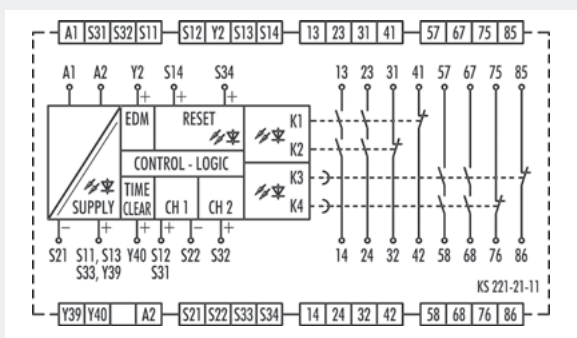 A1 S31 S32 S11 S12 Y2 S13 S14 13 23 31 41 57 67 75 85
A1 A2 Y2 S14 S34 13 23 31 41 57 67 75 85
+ + +
EDM RESET K1
K2
CONTROL - LOGIC
K3
SUPPLY TIME CLEAR CH 1 CH 2 K4
− + + + − +
S21 S11, S13 Y40 S12 S22 S32 14 24 32 42 58 68 76 86
S33, Y39 S31
KS 221-21-11
Y39 Y40 A2 S21 S22 S33 S34 14 24 32 42 58 68 76 86